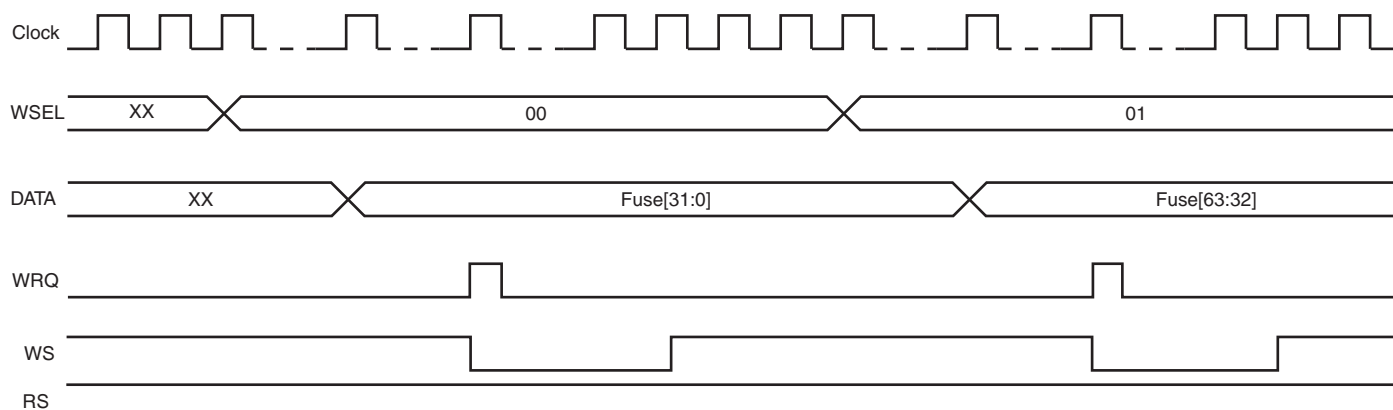 Clock
WSEL XX 00 01
DATA XX Fuse[31:0] Fuse[63:32]
WRQ
WS
RS